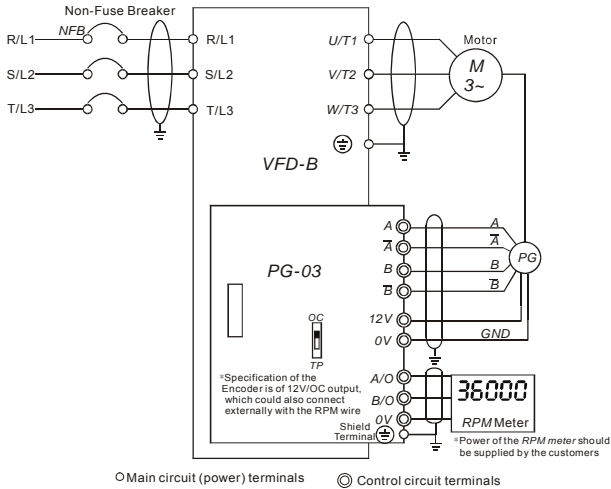 Non-Fuse Breaker
NFB
R/L1
R/L1
U/T1
Motor
S/L2
S/L2
V/T2
M
3~
T/L3
T/L3
W/T3
VFD-B
A
A
A̅
A̅
B
B
B̅
B̅
PG
PG-03
12V
OC
0V
GND
TP
*Specification of the
Encoder is of 12V/OC output,
which could also connect
externally with the RPM wire
A/O
B/O
0V
36000
RPM Meter
Shield
Terminal
*Power of the RPM meter should
be supplied by the customers
Main circuit (power) terminals
Control circuit terminals